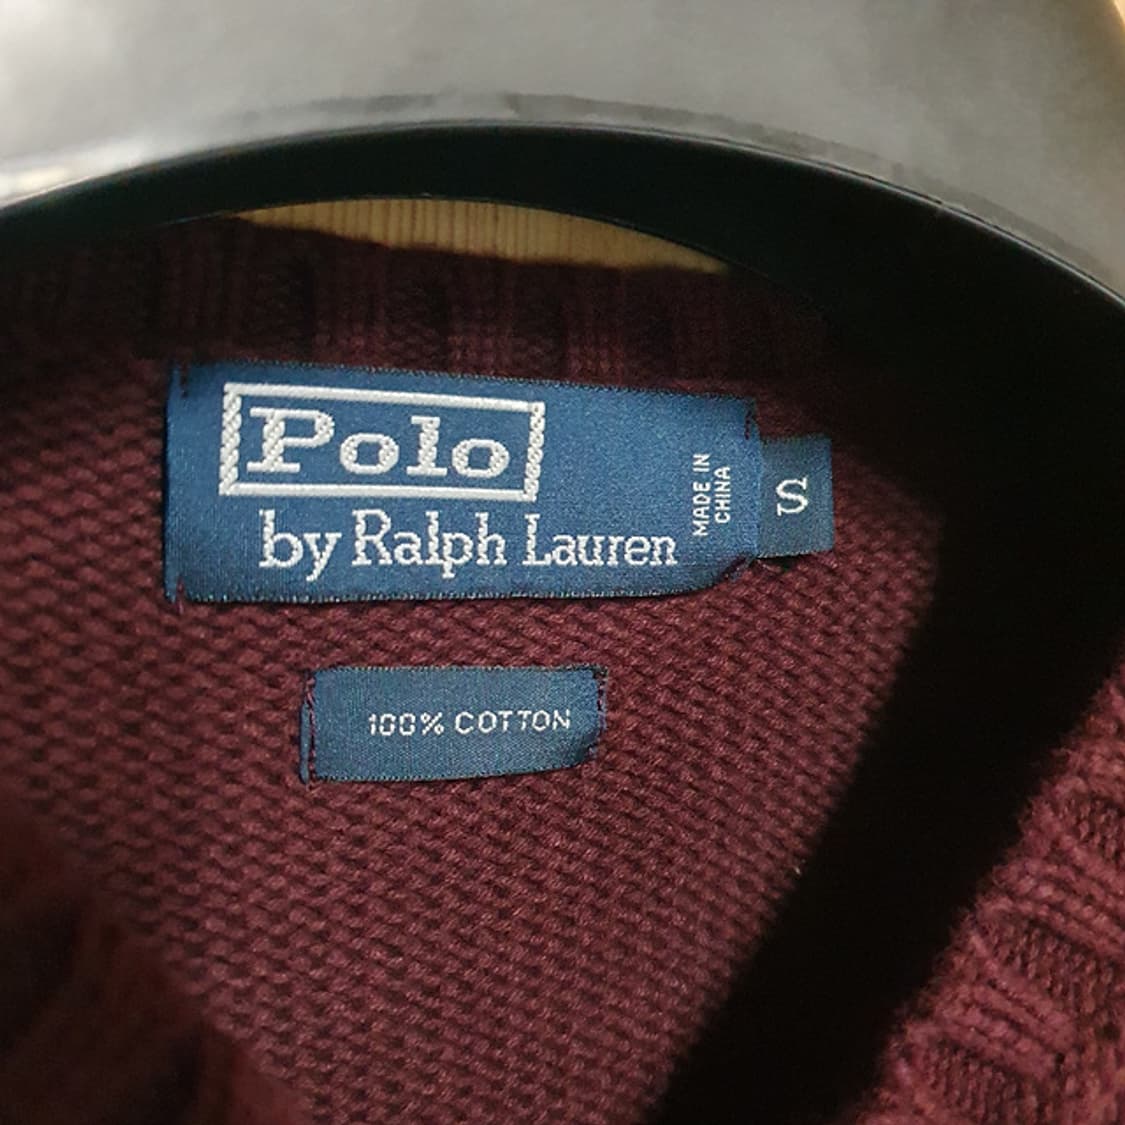 Polo
by Ralph Lauren
MADE IN
CHINA
S
100% COTTON